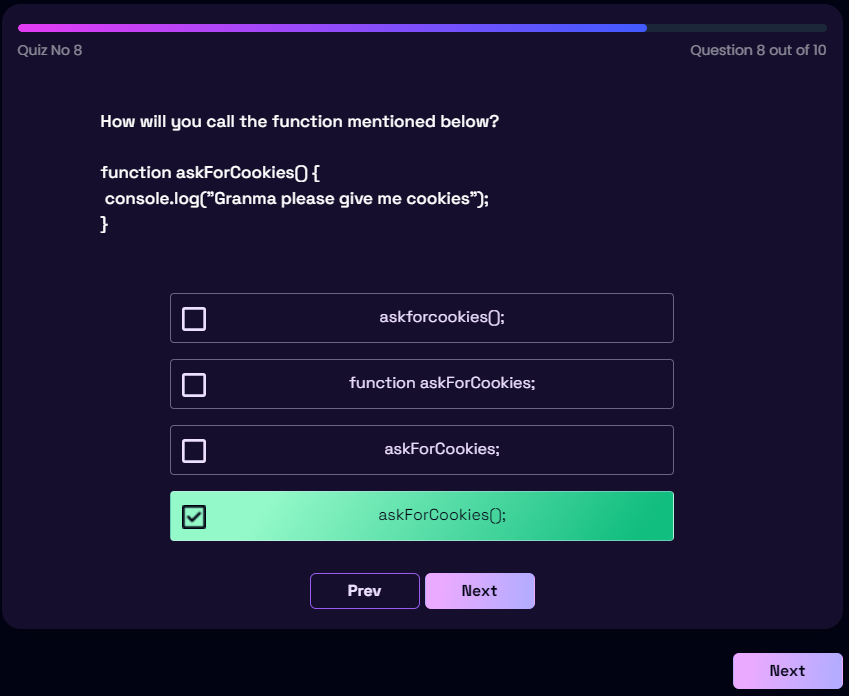 Quiz No 8
Question 8 out of 10
How will you call the function mentioned below?
function askForCookies() {
console.log("Granma please give me cookies");
}
askforcookies();
function askForCookies;
askForCookies;
askForCookies();
Prev
Next
Next